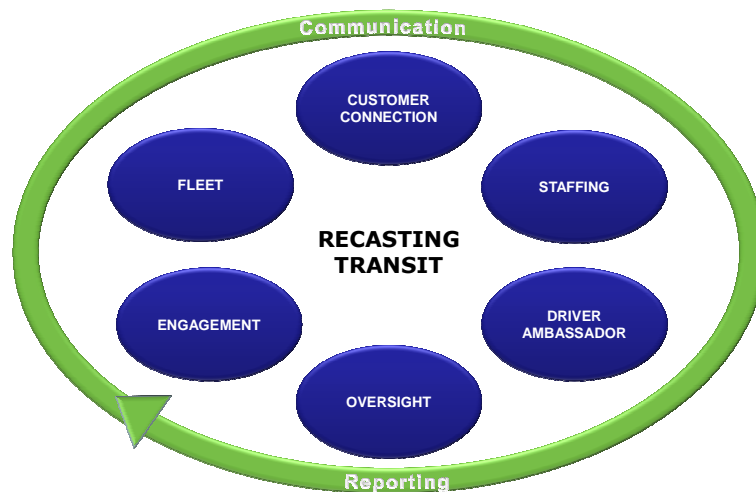 Communication
CUSTOMER
CONNECTION
FLEET
STAFFING
RECASTING
TRANSIT
ENGAGEMENT
DRIVER
AMBASSADOR
OVERSIGHT
Reporting